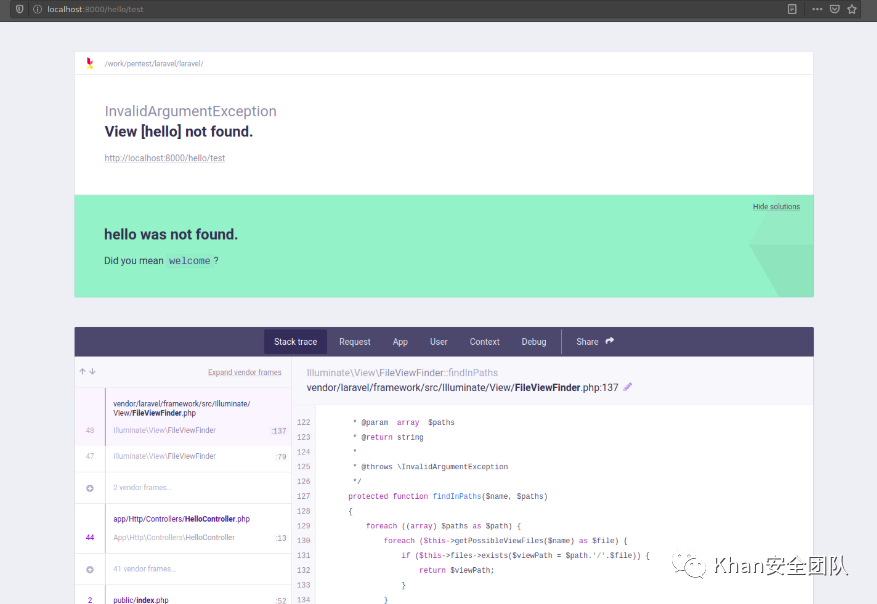 localhost:8000/hello/test
/work/pentest/laravel/laravel/
InvalidArgumentException
View [hello] not found.
http://localhost:8000/hello/test
Hide solutions
hello was not found.
Did you mean welcome ?
Stack trace Request App User Context Debug Share
Expand vendor frames
vendor/laravel/framework/src/Illuminate/
View/FileViewFinder.php
48 Illuminate\View\FileViewFinder :137
47 Illuminate\View\FileViewFinder :79
2 vendor frames…
app/Http/Controllers/HelloController.php
44 App\Http\Controllers\HelloController :13
41 vendor frames…
2 public/index.php :52
Illuminate\View\FileViewFinder::findInPaths
vendor/laravel/framework/src/Illuminate/View/FileViewFinder.php:137
122 * @param array $paths
123 * @return string
124 *
125 * @throws \InvalidArgumentException
126 */
127 protected function findInPaths($name, $paths)
128 {
129 foreach ((array) $paths as $path) {
130 foreach ($this->getPossibleViewFiles($name) as $file) {
131 if ($this->files->exists($viewPath = $path.'/'.$file)) {
132 return $viewPath;
133 }
134 }
Khan安全团队